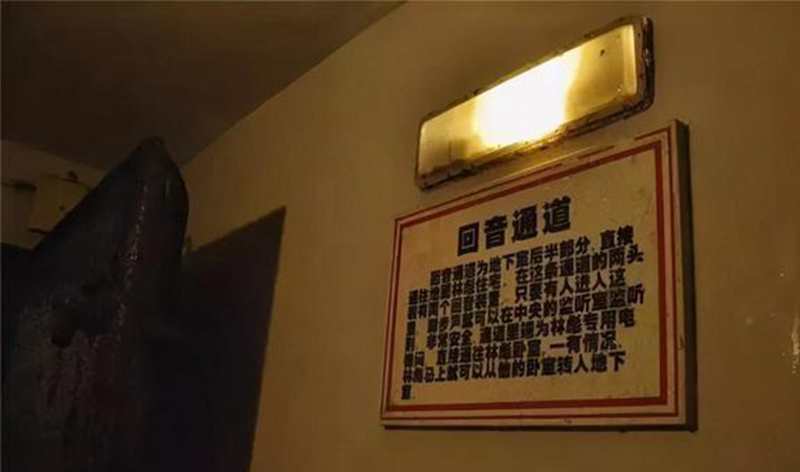 回音通道
回音通道为地下室后半部分,直接
通往原林彪住宅,在这条通道的两头
有两个回音装置,只要有人进人这
里,脚步声就可以在中央的监听室监听
到,非常安全,通道里端为林彪专用电
梯间,直接通往林彪卧室,一有情况,
林彪马上就可以从他的卧室转人地下
室.